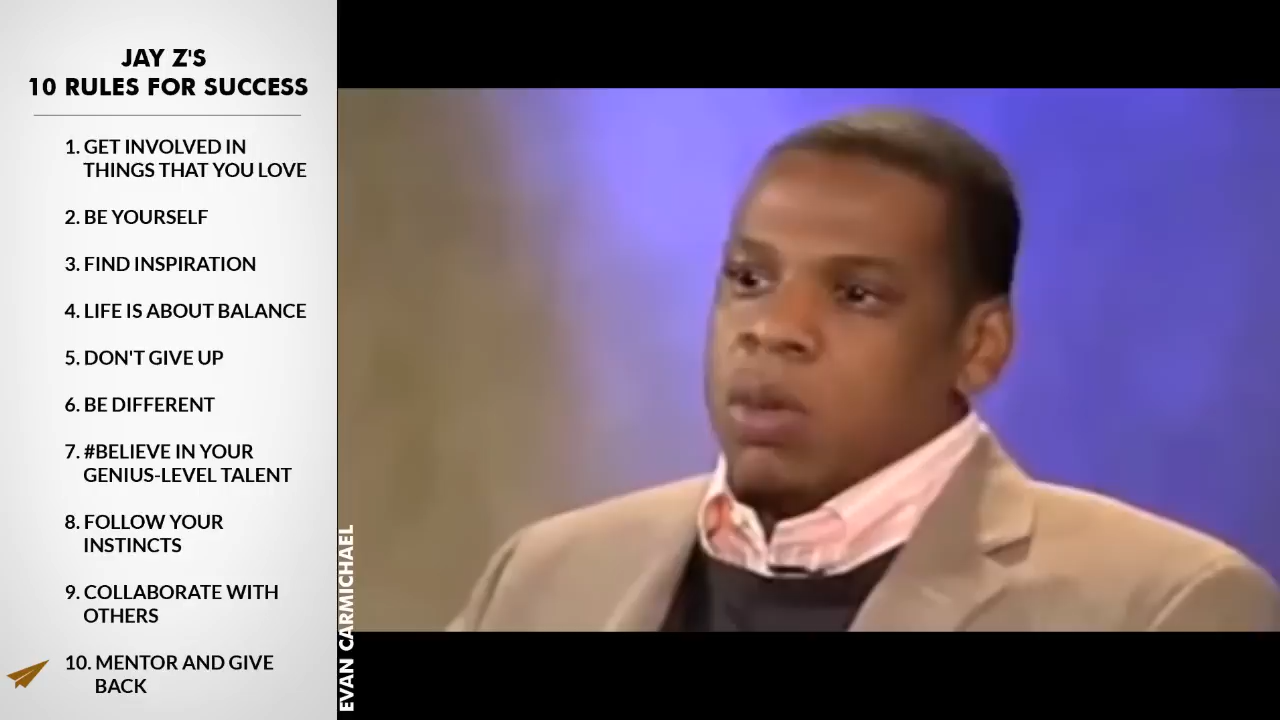 JAY Z'S
10 RULES FOR SUCCESS
1. GET INVOLVED IN
THINGS THAT YOU LOVE
2. BE YOURSELF
3. FIND INSPIRATION
4. LIFE IS ABOUT BALANCE
5. DON'T GIVE UP
6. BE DIFFERENT
7. #BELIEVE IN YOUR
GENIUS-LEVEL TALENT
8. FOLLOW YOUR
INSTINCTS
9. COLLABORATE WITH
OTHERS
10. MENTOR AND GIVE
BACK
EVAN CARMICHAEL